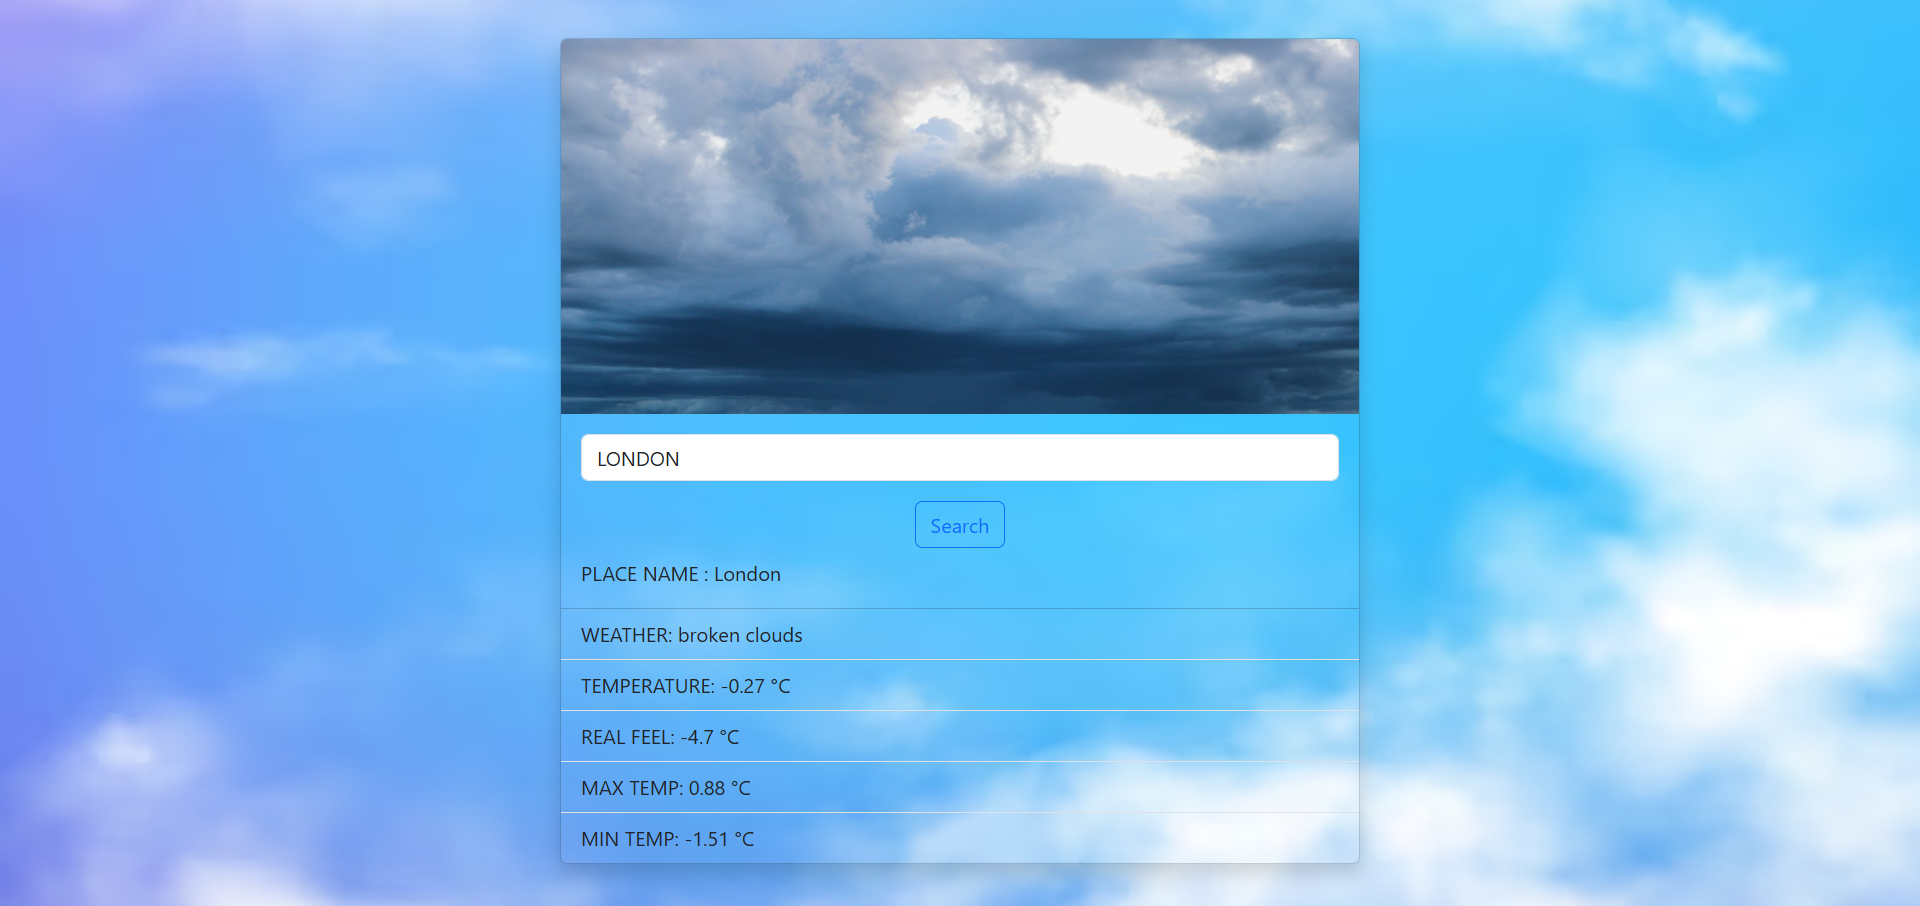 LONDON
Search
PLACE NAME : London
WEATHER: broken clouds
TEMPERATURE: -0.27 °C
REAL FEEL: -4.7 °C
MAX TEMP: 0.88 °C
MIN TEMP: -1.51 °C